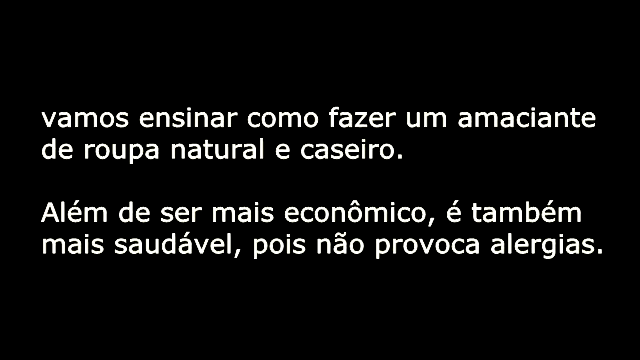 vamos ensinar como fazer um amaciante
de roupa natural e caseiro.
Além de ser mais econômico, é também
mais saudável, pois não provoca alergias.